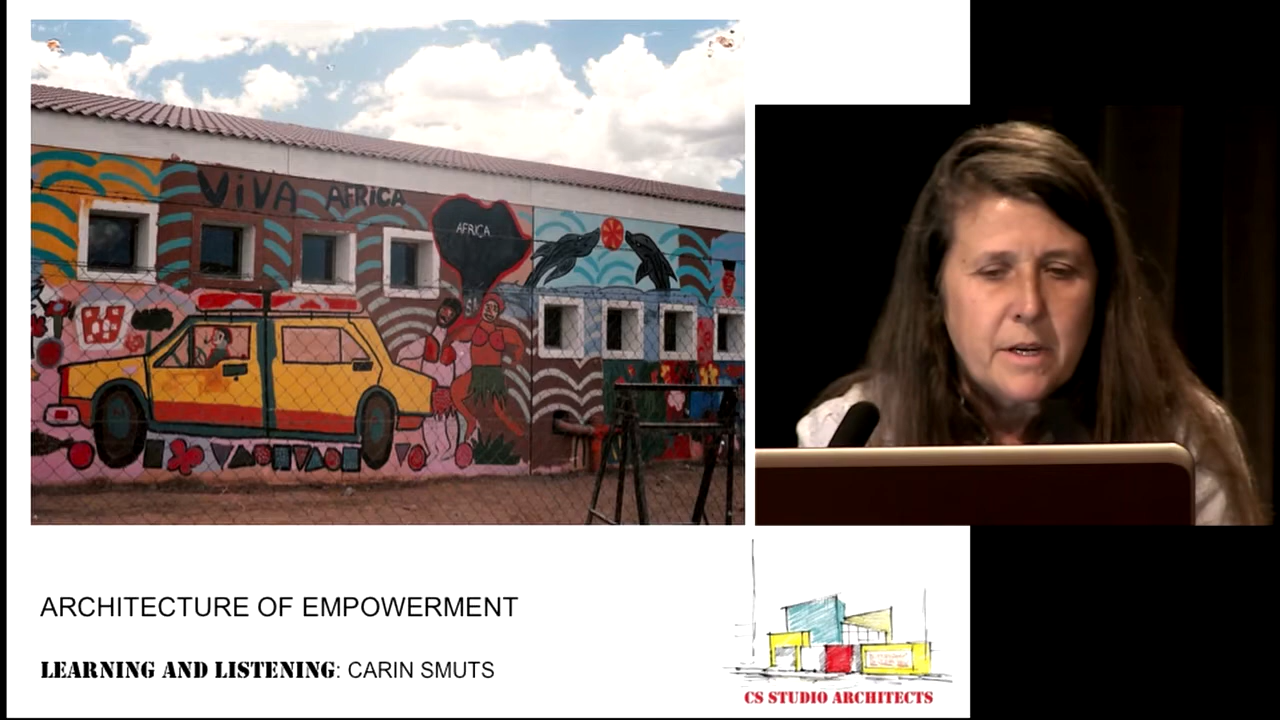 ViVA AFRiCA
AFRICA
ARCHITECTURE OF EMPOWERMENT
LEARNING AND LISTENING: CARIN SMUTS
CS STUDIO ARCHITECTS